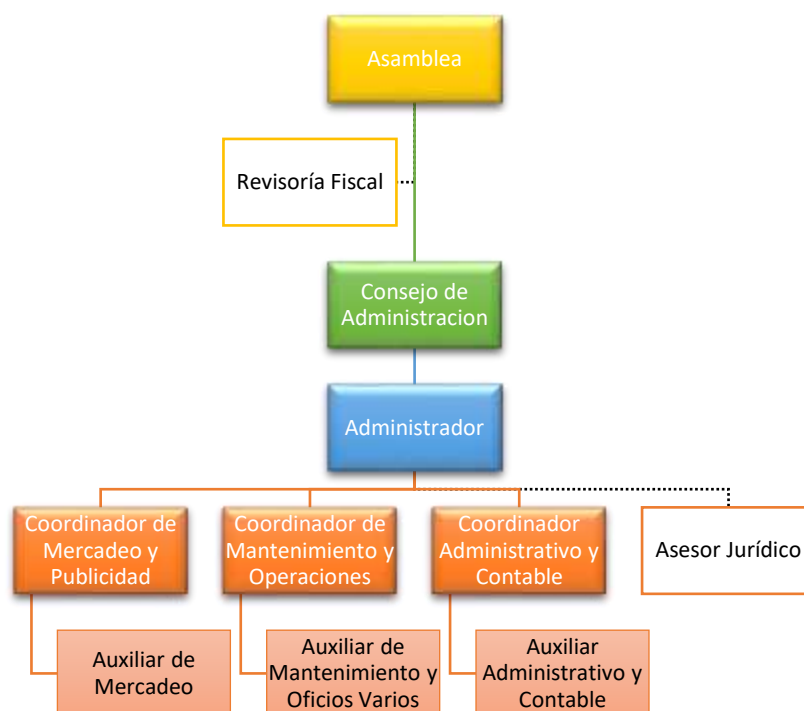 Asamblea
Revisoría Fiscal
Consejo de
Administracion
Administrador
Coordinador de
Mercadeo y
Publicidad
Coordinador de
Mantenimiento y
Operaciones
Coordinador
Administrativo y
Contable
Asesor Jurídico
Auxiliar de
Mercadeo
Auxiliar de
Mantenimiento y
Oficios Varios
Auxiliar
Administrativo y
Contable